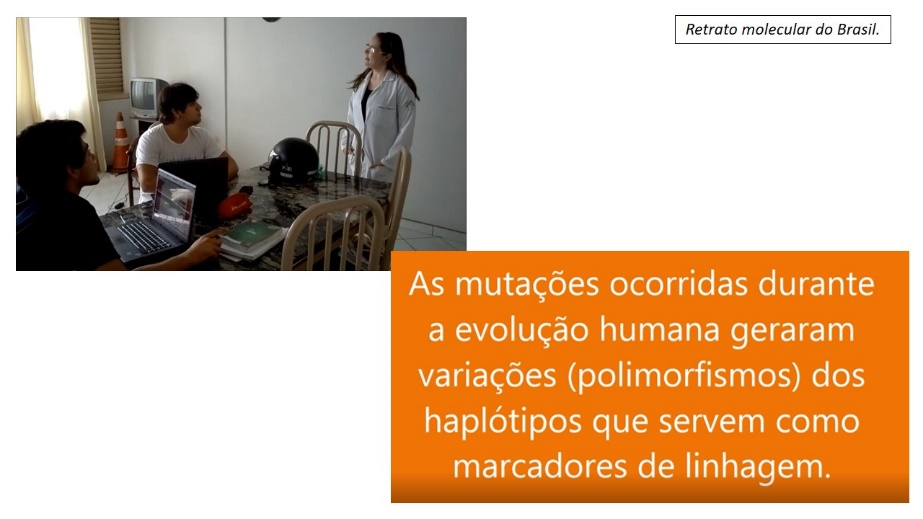 Retrato molecular do Brasil.
As mutações ocorridas durante
a evolução humana geraram
variações (polimorfismos) dos
haplótipos que servem como
marcadores de linhagem.